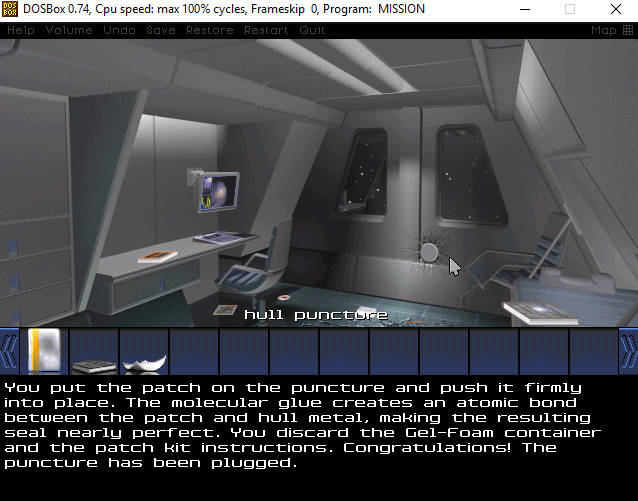 DOS
BOX
DOSBox 0.74, Cpu speed: max 100% cycles, Frameskip 0, Program: MISSION
Help Volume Undo Save Restore Restart Quit Map
hull puncture
You put the patch on the puncture and push it firmly
into place. The molecular glue creates an atomic bond
between the patch and hull metal, making the resulting
seal nearly perfect. You discard the Gel-Foam container
and the patch kit instructions. Congratulations! The
puncture has been plugged.